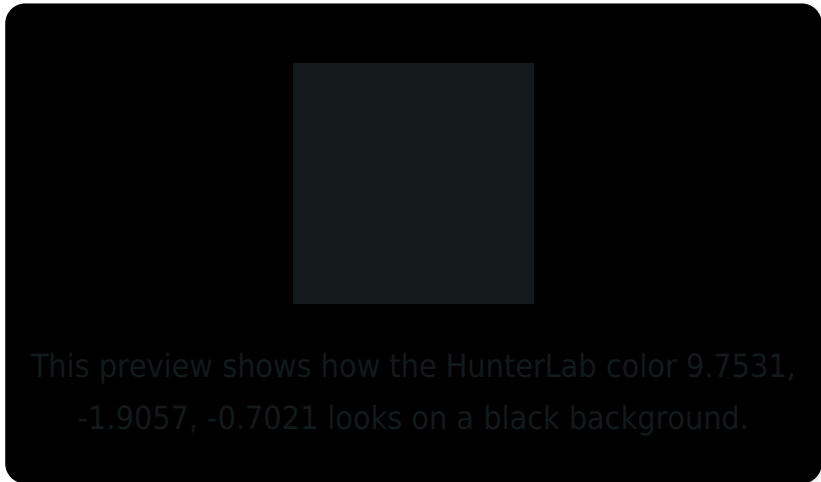 This preview shows how the HunterLab color 9.7531,
-1.9057, -0.7021 looks on a black background.